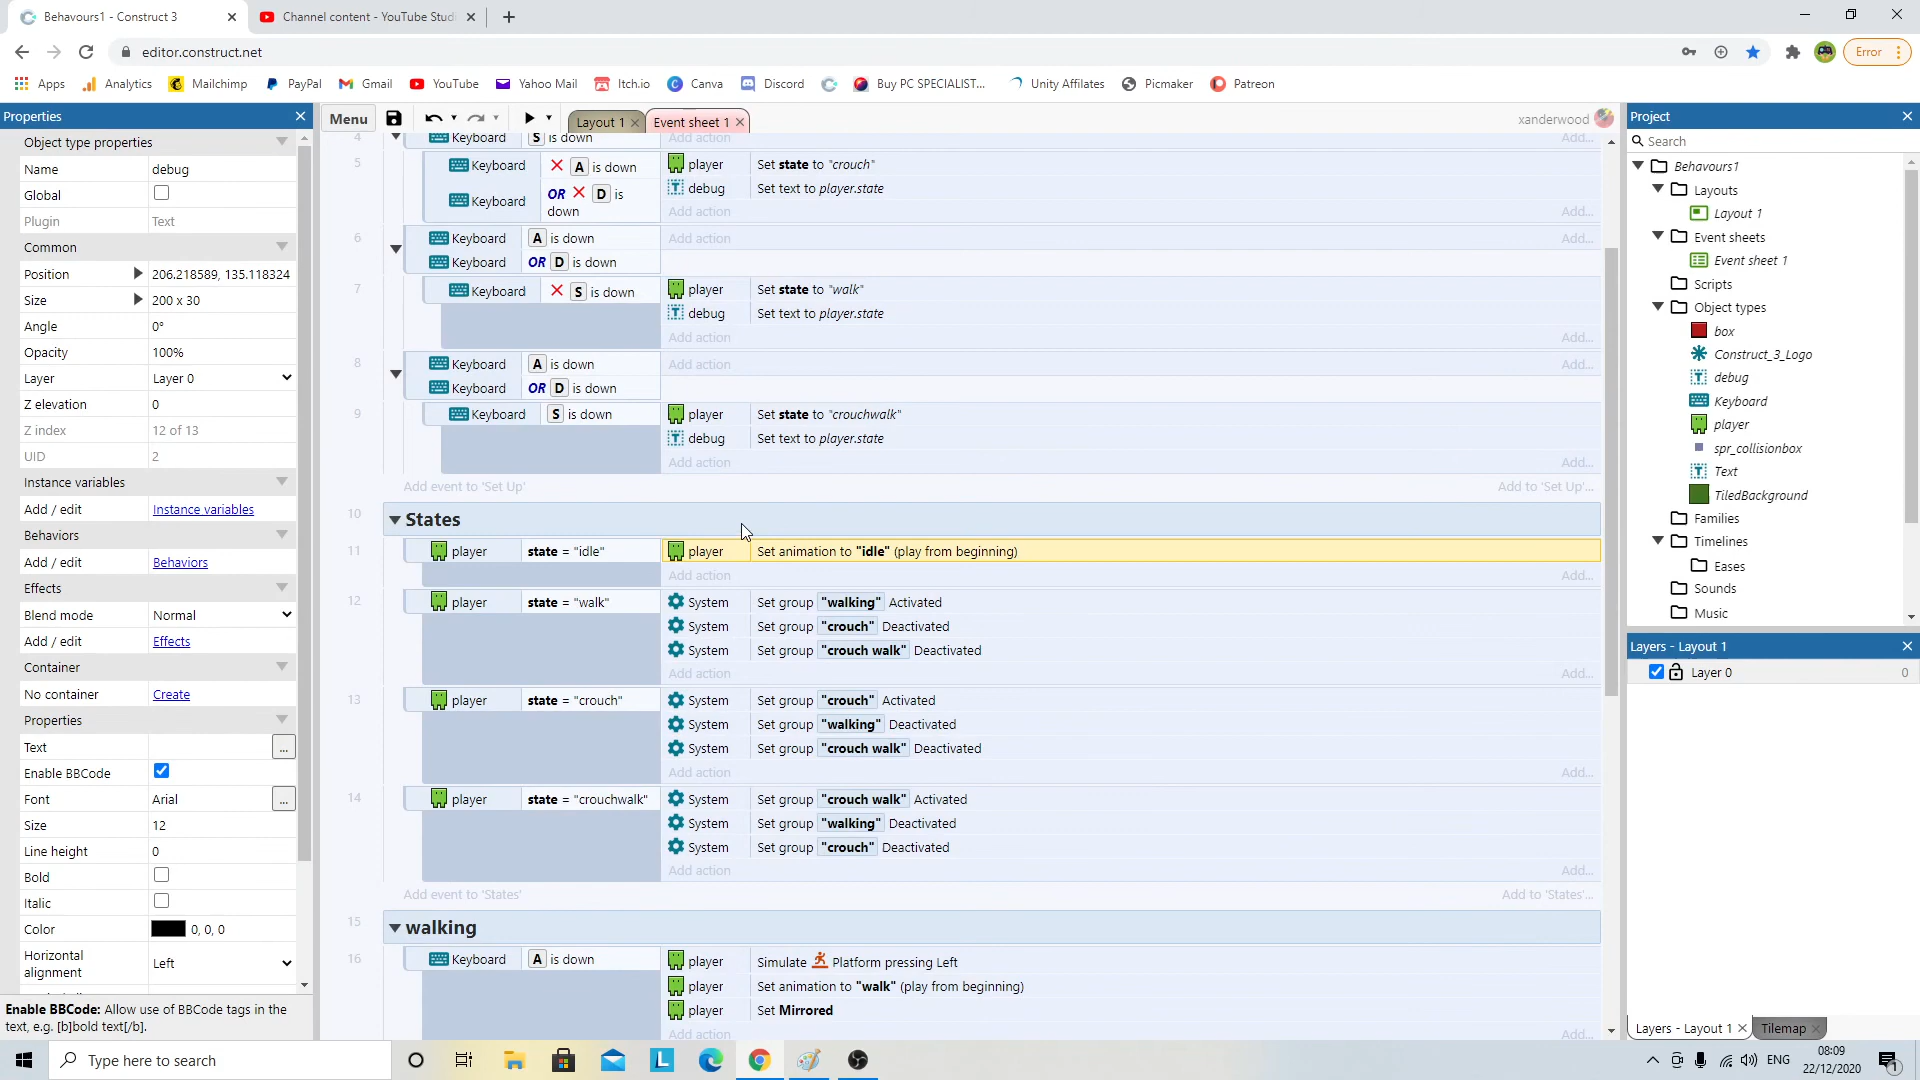 Behavours1 - Construct 3
Channel content - YouTube Studi
editor.construct.net
Error
Apps Analytics Mailchimp PayPal Gmail YouTube Yahoo Mail Itch.io Canva Discord Buy PC SPECIALIST... Unity Affilates Picmaker Patreon
Properties
Menu
Layout 1
Event sheet 1
xanderwood
Project
Object type properties
Name debug
Global
Plugin Text
Common
Position 206.218589, 135.118324
Size 200 x 30
Angle 0°
Opacity 100%
Layer Layer 0
Z elevation 0
Z index 12 of 13
UID 2
Instance variables
Add / edit Instance variables
Behaviors
Add / edit Behaviors
Effects
Blend mode Normal
Add / edit Effects
Container
No container Create
Properties
Text ...
Enable BBCode
Font Arial ...
Size 12
Line height 0
Bold
Italic
Color 0, 0, 0
Horizontal alignment Left
Enable BBCode: Allow use of BBCode tags in the text, e.g. [b]bold text[/b].
4 Keyboard S is down Add action Add...
5 Keyboard A is down player Set state to "crouch"
Keyboard OR D is down debug Set text to player.state
Add action Add...
6 Keyboard A is down Add action Add...
Keyboard OR D is down
7 Keyboard S is down player Set state to "walk"
debug Set text to player.state
Add action Add...
8 Keyboard A is down Add action Add...
Keyboard OR D is down
9 Keyboard S is down player Set state to "crouchwalk"
debug Set text to player.state
Add action Add...
Add event to 'Set Up' Add to 'Set Up'...
10 States
11 player state = "idle" player Set animation to "idle" (play from beginning)
Add action Add...
12 player state = "walk" System Set group "walking" Activated
System Set group "crouch" Deactivated
System Set group "crouch walk" Deactivated
Add action Add...
13 player state = "crouch" System Set group "crouch" Activated
System Set group "walking" Deactivated
System Set group "crouch walk" Deactivated
Add action Add...
14 player state = "crouchwalk" System Set group "crouch walk" Activated
System Set group "walking" Deactivated
System Set group "crouch" Deactivated
Add action Add...
Add event to 'States' Add to 'States'...
15 walking
16 Keyboard A is down player Simulate Platform pressing Left
player Set animation to "walk" (play from beginning)
player Set Mirrored
Add action Add...
Search
Behavours1
Layouts
Layout 1
Event sheets
Event sheet 1
Scripts
Object types
box
Construct_3_Logo
debug
Keyboard
player
spr_collisionbox
Text
TiledBackground
Families
Timelines
Eases
Sounds
Music
Layers - Layout 1
Layer 0 0
Layers - Layout 1
Tilemap
Type here to search
ENG
08:09
22/12/2020
1